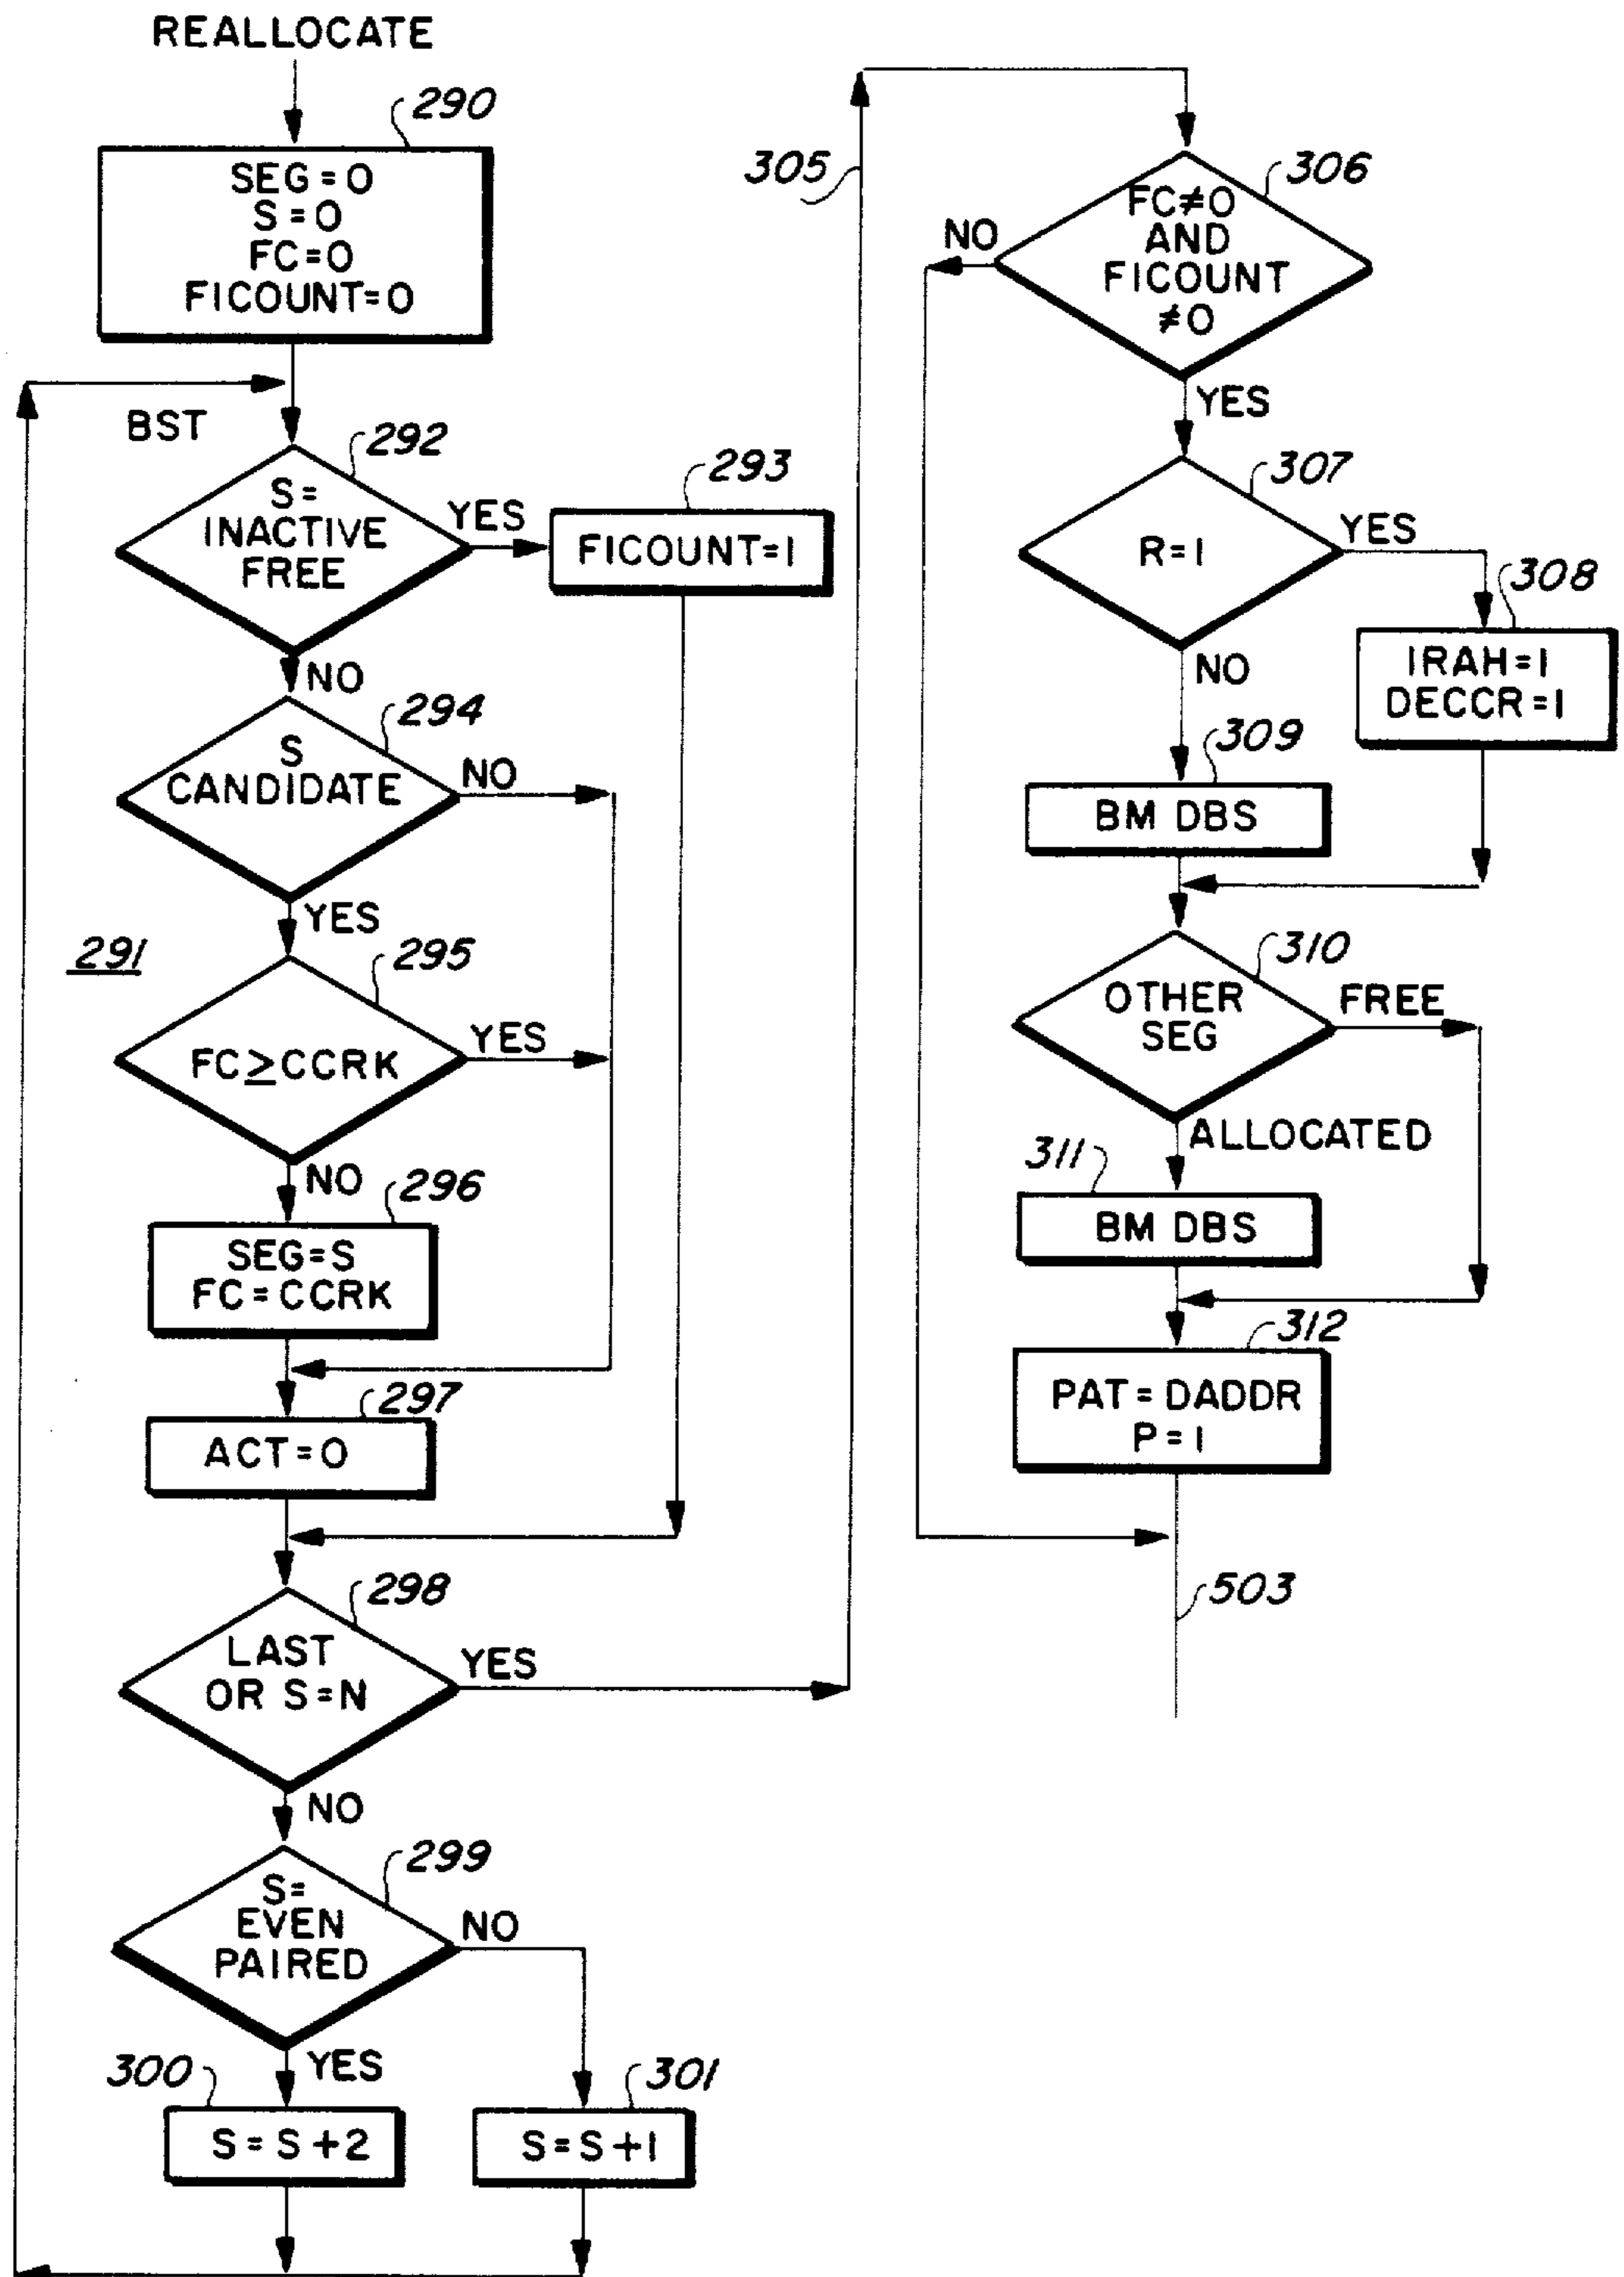 REALLOCATE
290
SEG=0
S=0
FC=0
FICOUNT=0
BST
292
S=
INACTIVE
FREE
YES
293
FICOUNT=1
NO
294
S
CANDIDATE
NO
YES
291
295
FC≥CCRK
YES
NO
296
SEG=S
FC=CCRK
297
ACT=0
298
LAST
OR S=N
YES
NO
299
S=
EVEN
PAIRED
NO
YES
300
S=S+2
301
S=S+1
305
306
FC≠0
AND
FICOUNT
≠0
NO
YES
307
R=1
YES
308
IRAH=1
DECCR=1
NO
309
BM DBS
310
OTHER
SEG
FREE
ALLOCATED
311
BM DBS
312
PAT=DADDR
P=1
503